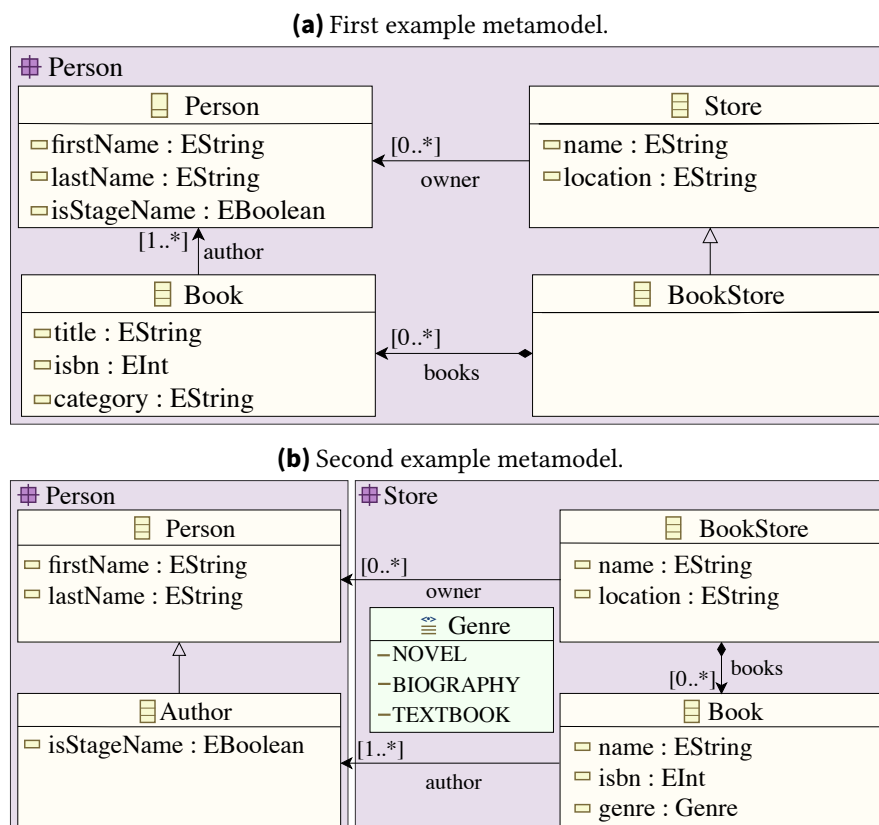 (a) First example metamodel.
Person
Person
firstName : EString
lastName : EString
isStageName : EBoolean
[0..*]
owner
Store
name : EString
location : EString
[1..*]
author
Book
title : EString
isbn : EInt
category : EString
[0..*]
books
BookStore
(b) Second example metamodel.
Person
Person
firstName : EString
lastName : EString
Author
isStageName : EBoolean
Store
[0..*]
owner
BookStore
name : EString
location : EString
Genre
NOVEL
BIOGRAPHY
TEXTBOOK
[0..*]
books
[1..*]
author
Book
name : EString
isbn : EInt
genre : Genre